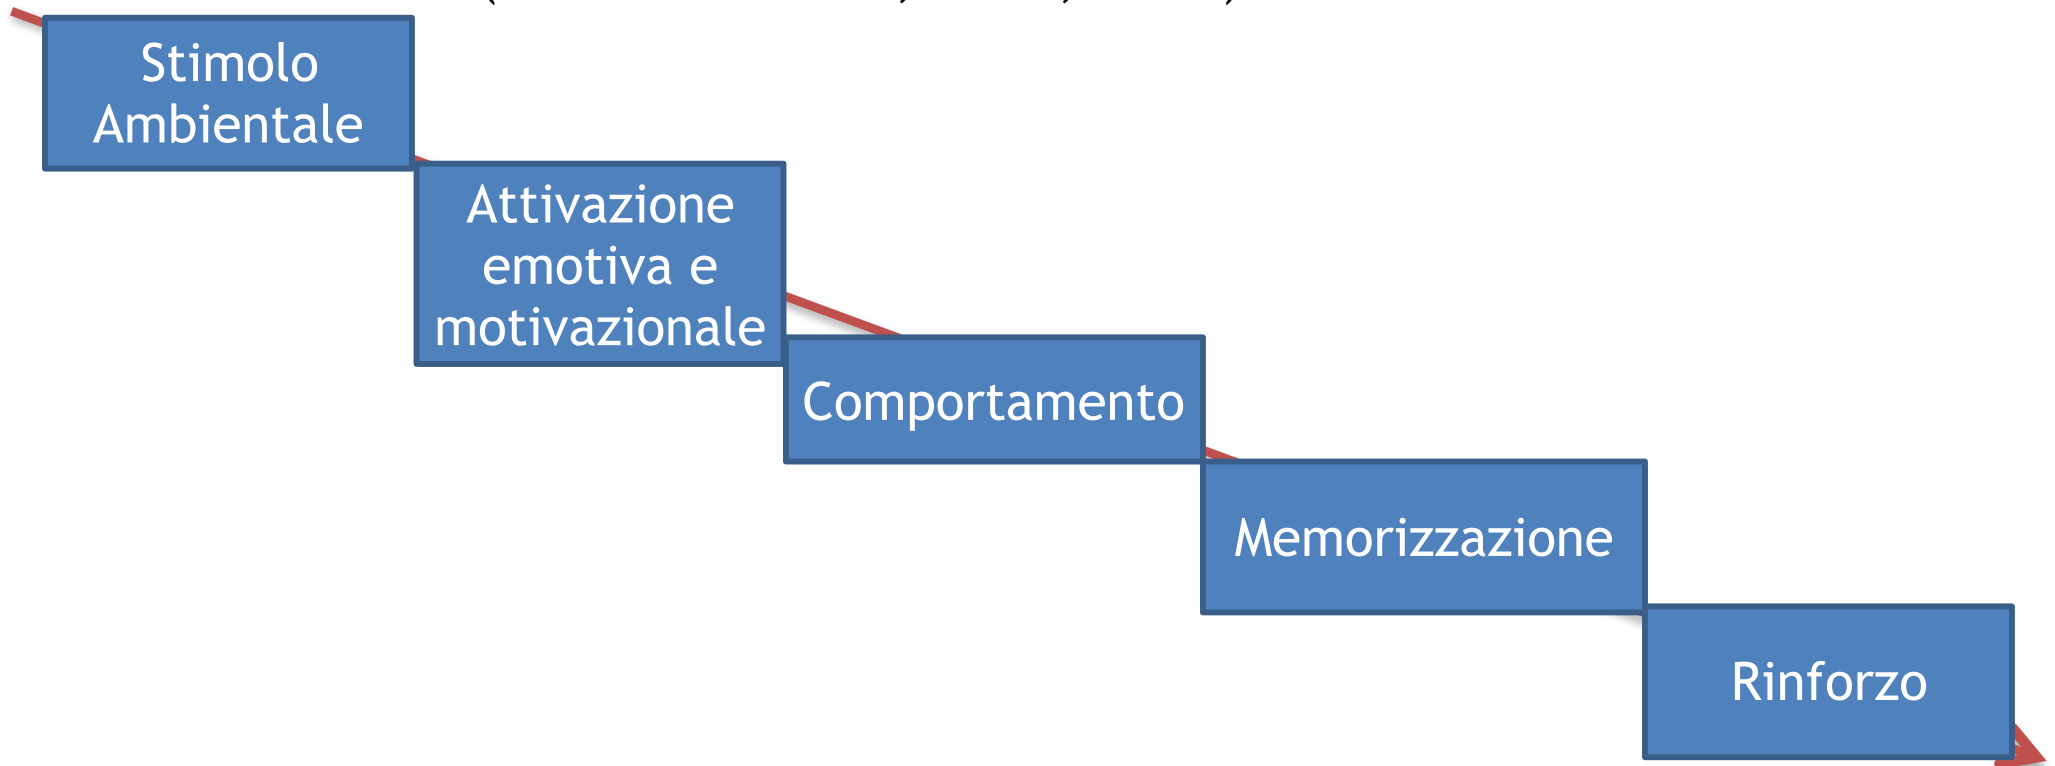 Stimolo
Ambientale
Attivazione
emotiva e
motivazionale
Comportamento
Memorizzazione
Rinforzo